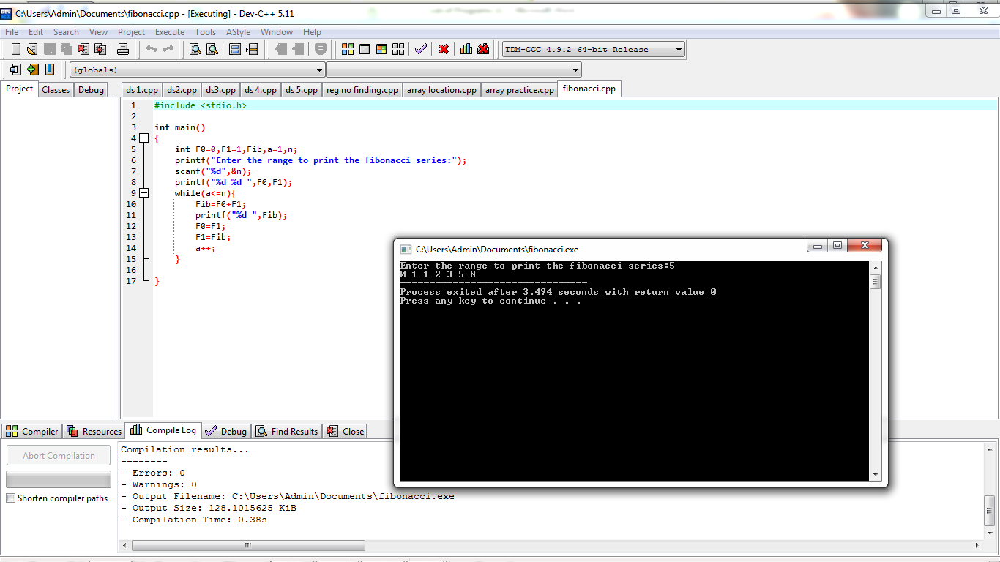 C:\Users\Admin\Documents\fibonacci.cpp - [Executing] - Dev-C++ 5.11
File Edit Search View Project Execute Tools AStyle Window Help
TDM-GCC 4.9.2 64-bit Release
(globals)
Project Classes Debug
ds 1.cpp ds2.cpp ds3.cpp ds 4.cpp ds 5.cpp reg no finding.cpp array location.cpp array practice.cpp fibonacci.cpp
1 #include <stdio.h>
2
3 int main()
4 {
5 int F0=0,F1=1,Fib,a=1,n;
6 printf("Enter the range to print the fibonacci series:");
7 scanf("%d",&n);
8 printf("%d %d ",F0,F1);
9 while(a<=n){
10 Fib=F0+F1;
11 printf("%d ",Fib);
12 F0=F1;
13 F1=Fib;
14 a++;
15 }
16
17 }
C:\Users\Admin\Documents\fibonacci.exe
Enter the range to print the fibonacci series:5
0 1 1 2 3 5 8
--------------------------------
Process exited after 3.494 seconds with return value 0
Press any key to continue . . .
Compiler Resources Compile Log Debug Find Results Close
Abort Compilation
Shorten compiler paths
Compilation results...
--------
- Errors: 0
- Warnings: 0
- Output Filename: C:\Users\Admin\Documents\fibonacci.exe
- Output Size: 128.1015625 KiB
- Compilation Time: 0.38s